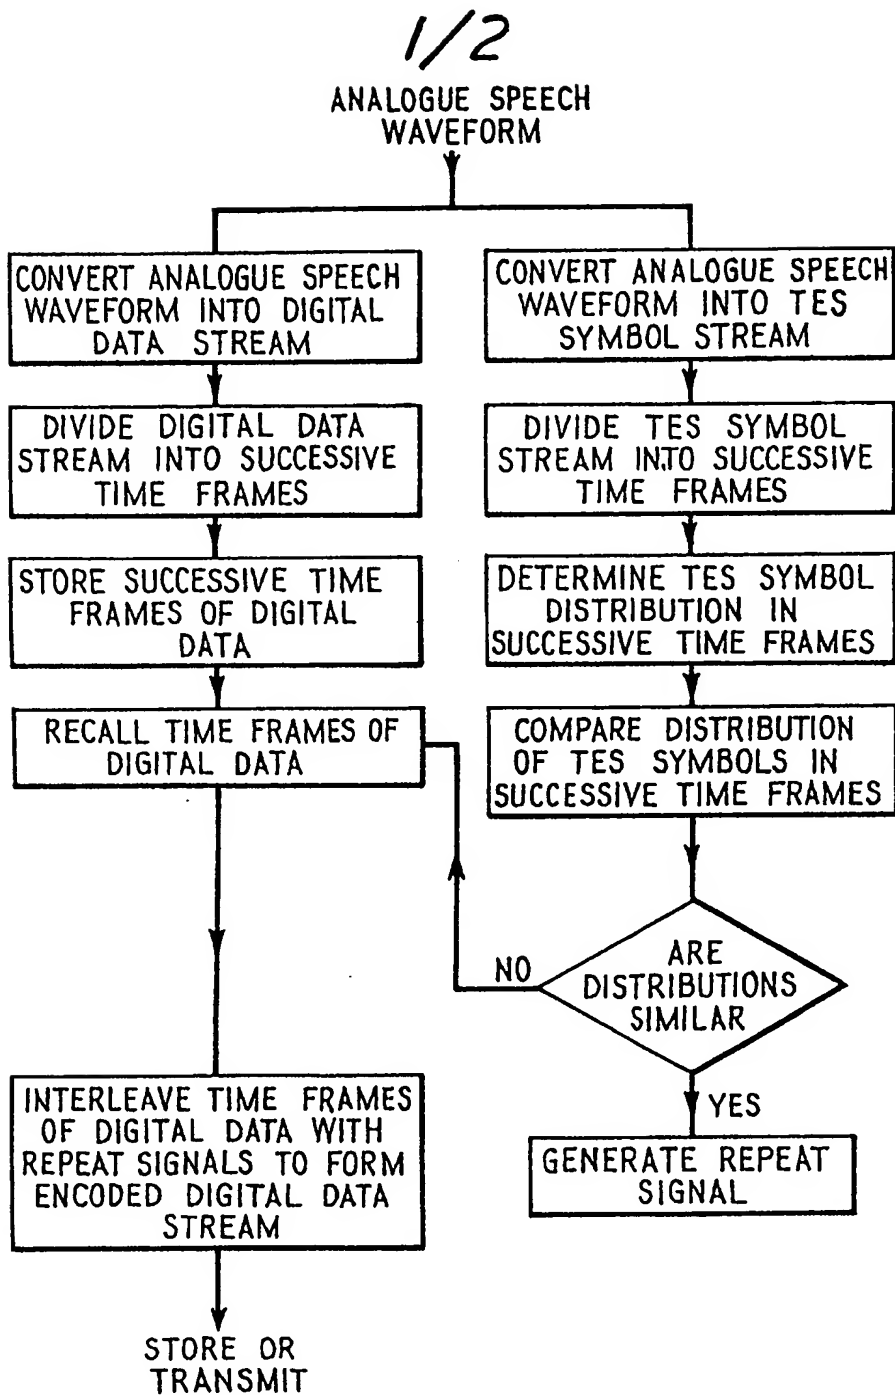 1/2
ANALOGUE SPEECH
WAVEFORM
CONVERT ANALOGUE SPEECH
WAVEFORM INTO DIGITAL
DATA STREAM
DIVIDE DIGITAL DATA
STREAM INTO SUCCESSIVE
TIME FRAMES
STORE SUCCESSIVE TIME
FRAMES OF DIGITAL
DATA
RECALL TIME FRAMES OF
DIGITAL DATA
INTERLEAVE TIME FRAMES
OF DIGITAL DATA WITH
REPEAT SIGNALS TO FORM
ENCODED DIGITAL DATA
STREAM
STORE OR
TRANSMIT
CONVERT ANALOGUE SPEECH
WAVEFORM INTO TES
SYMBOL STREAM
DIVIDE TES SYMBOL
STREAM INTO SUCCESSIVE
TIME FRAMES
DETERMINE TES SYMBOL
DISTRIBUTION IN
SUCCESSIVE TIME FRAMES
COMPARE DISTRIBUTION
OF TES SYMBOLS IN
SUCCESSIVE TIME FRAMES
ARE
DISTRIBUTIONS
SIMILAR
NO
YES
GENERATE REPEAT
SIGNAL